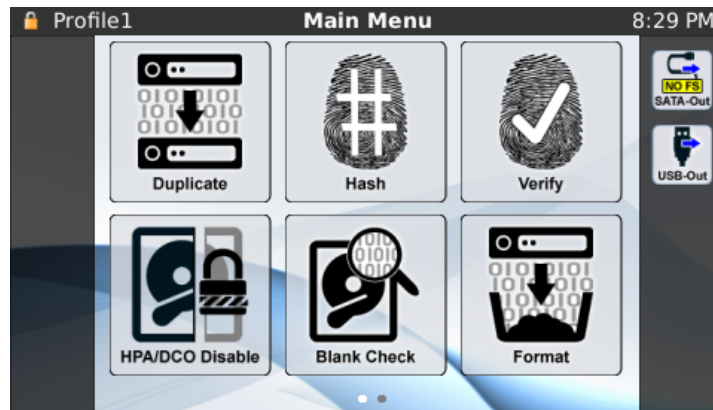 Profile1 Main Menu 8:29 PM
Duplicate
Hash
Verify
NO FS
SATA-Out
USB-Out
HPA/DCO Disable
Blank Check
Format